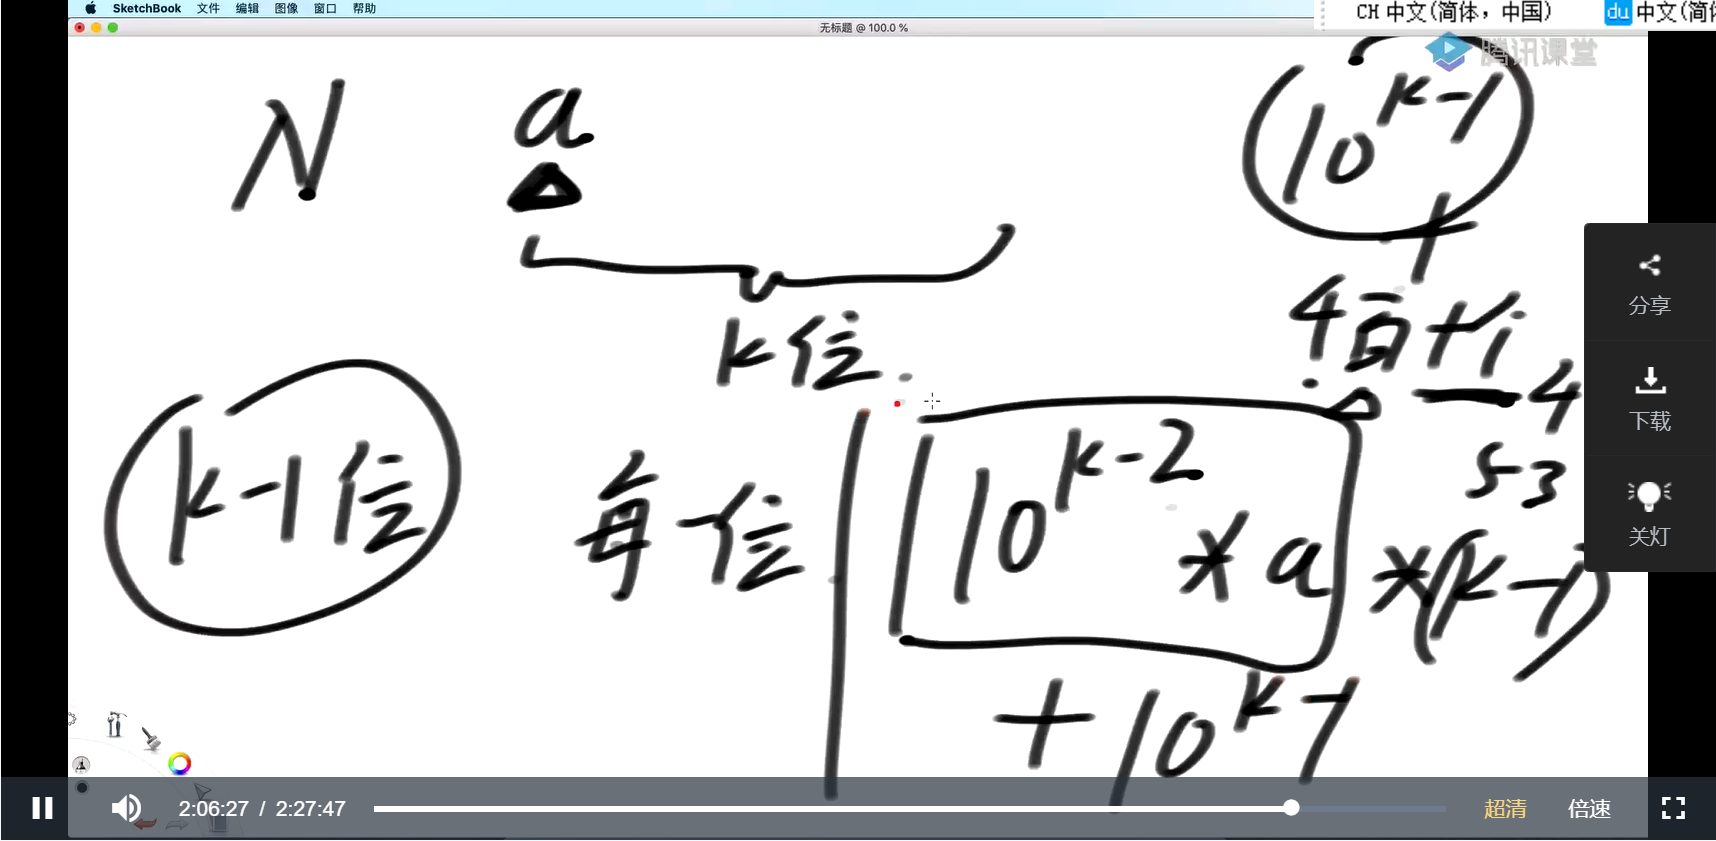 SketchBook 文件 编辑 图像 窗口 帮助
CH 中文(简体，中国)
du 中文(简
无标题 @ 100.0 %
腾讯课堂
N a
10^{k-1}
+
k位
4百+1
4
53
k-1位
每一位
10^{k-2} * a *(k-1)
+ 10^{k-1}
分享
下载
关灯
2:06:27 / 2:27:47
超清 倍速